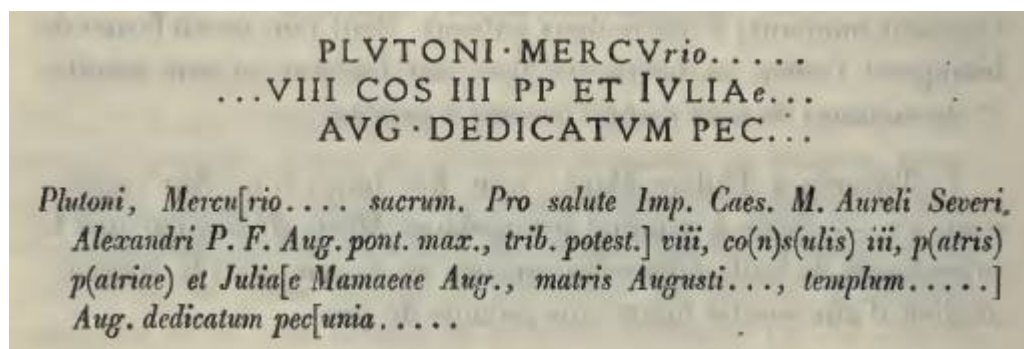 PLVTONI · MERCVrio.....
...VIII COS III PP ET IVLIAe...
AVG · DEDICATVM PEC...
Plutoni, Mercu[rio.... sacrum. Pro salute Imp. Caes. M. Aureli Severi
Alexandri P. F. Aug. pont. max., trib. potest.] viii, co(n)s(ulis) iii, p(atris)
p(atriae) et Julia[e Mamaeae Aug., matris Augusti..., templum.....]
Aug. dedicatum pec[unia.....